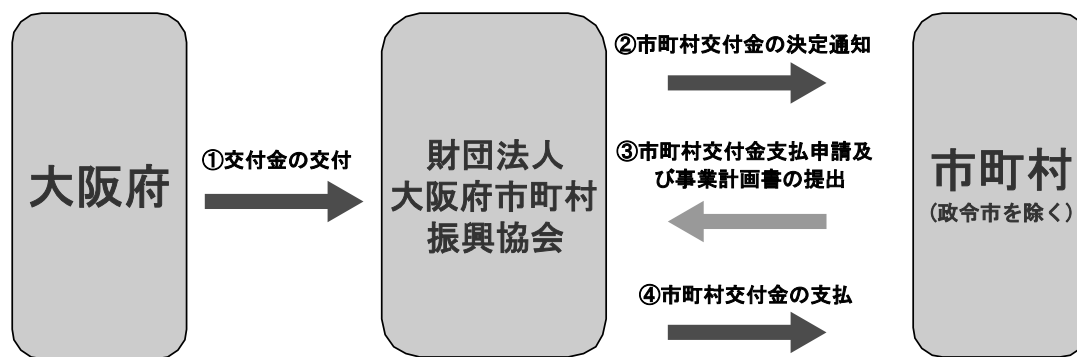 大阪府
①交付金の交付
財団法人
大阪府市町村
振興協会
②市町村交付金の決定通知
③市町村交付金支払申請及
び事業計画書の提出
④市町村交付金の支払
市町村
(政令市を除く)